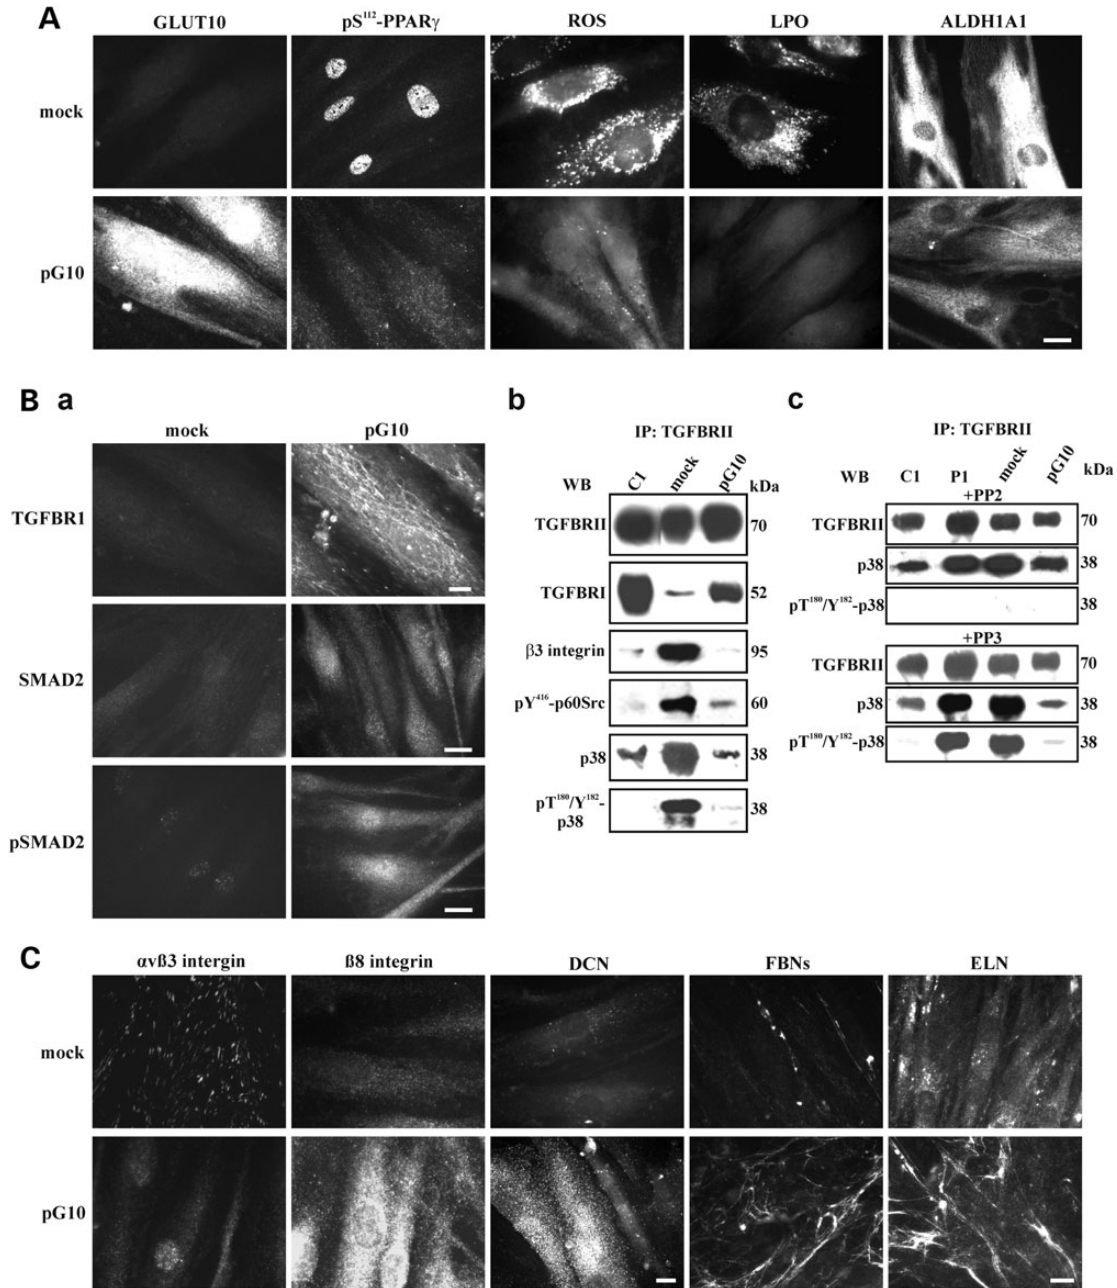 A
GLUT10 pS¹¹²-PPARγ ROS LPO ALDH1A1
mock
pG10
B a
mock pG10
TGFBR1
SMAD2
pSMAD2
b
IP: TGFBRII
WB C1 mock pG10 kDa
TGFBRII 70
TGFBRI 52
β3 integrin 95
pY⁴¹⁶-p60Src 60
p38 38
pT¹⁸⁰/Y¹⁸²-
p38 38
c
IP: TGFBRII
WB C1 P1 mock pG10 kDa
+PP2
TGFBRII 70
p38 38
pT¹⁸⁰/Y¹⁸²-p38 38
+PP3
TGFBRII 70
p38 38
pT¹⁸⁰/Y¹⁸²-p38 38
C
αvß3 intergin ß8 integrin DCN FBNs ELN
mock
pG10